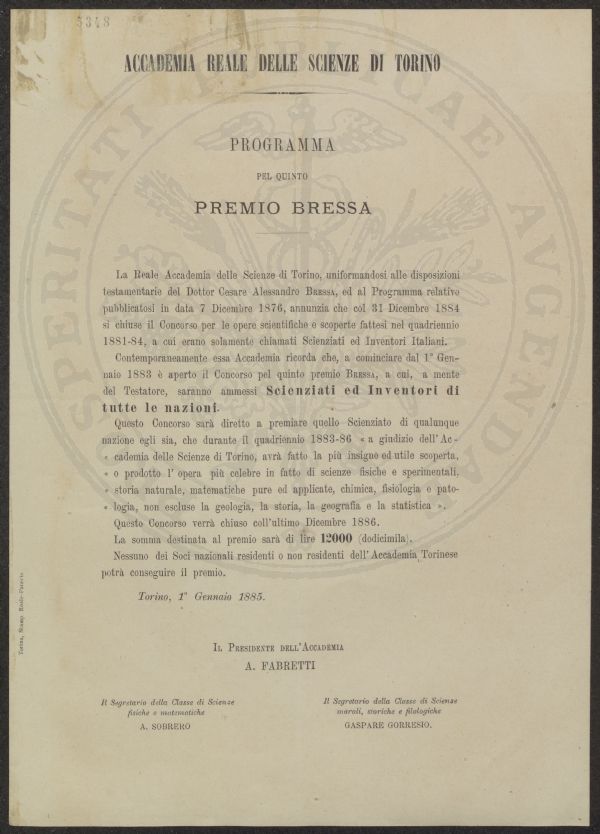 5348
ACCADEMIA REALE DELLE SCIENZE DI TORINO
PROGRAMMA
PEL QUINTO
PREMIO BRESSA
La Reale Accademia delle Scienze di Torino, uniformandosi alle disposizioni
testamentarie del Dottor Cesare Alessandro BRESSA, ed al Programma relativo
pubblicatosi in data 7 Dicembre 1876, annunzia che col 31 Dicembre 1884
si chiuse il Concorso per le opere scientifiche e scoperte fattesi nel quadriennio
1881-84, a cui erano solamente chiamati Scienziati ed Inventori Italiani.
Contemporaneamente essa Accademia ricorda che, a cominciare dal 1° Gen-
naio 1883 è aperto il Concorso pel quinto premio BRESSA, a cui, a mente
del Testatore, saranno ammessi Scienziati ed Inventori di
tutte le nazioni.
Questo Concorso sarà diretto a premiare quello Scienziato di qualunque
nazione egli sia, che durante il quadriennio 1883-86 « a giudizio dell' Ac-
« cademia delle Scienze di Torino, avrà fatto la più insigne ed utile scoperta,
« o prodotto l' opera più celebre in fatto di scienze fisiche e sperimentali,
« storia naturale, matematiche pure ed applicate, chimica, fisiologia e pato-
« logia, non escluse la geologia, la storia, la geografia e la statistica ».
Questo Concorso verrà chiuso coll'ultimo Dicembre 1886.
La somma destinata al premio sarà di lire 12000 (dodicimila).
Nessuno dei Soci nazionali residenti o non residenti dell' Accademia Torinese
potrà conseguire il premio.
Torino, 1° Gennaio 1885.
IL PRESIDENTE DELL'ACCADEMIA
A. FABRETTI
Il Segretario della Classe di Scienze
fisiche e matematiche
A. SOBRERO
Il Segretario della Classe di Scienze
morali, storiche e filologiche
GASPARE GORRESIO.
Torino, Stamp. Reale-Paravia
VERITATI PUBLICAE AVGENDAE